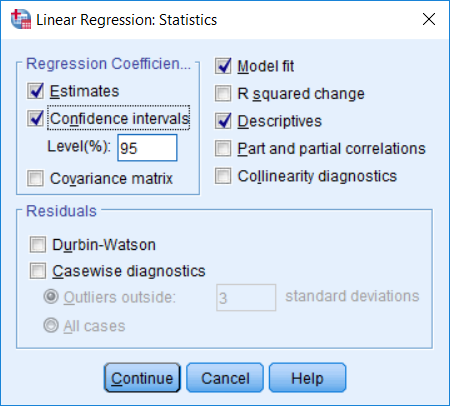 Linear Regression: Statistics
Regression Coefficien...
Estimates
Confidence intervals
Level(%): 95
Covariance matrix
Model fit
R squared change
Descriptives
Part and partial correlations
Collinearity diagnostics
Residuals
Durbin-Watson
Casewise diagnostics
Outliers outside: 3 standard deviations
All cases
Continue Cancel Help